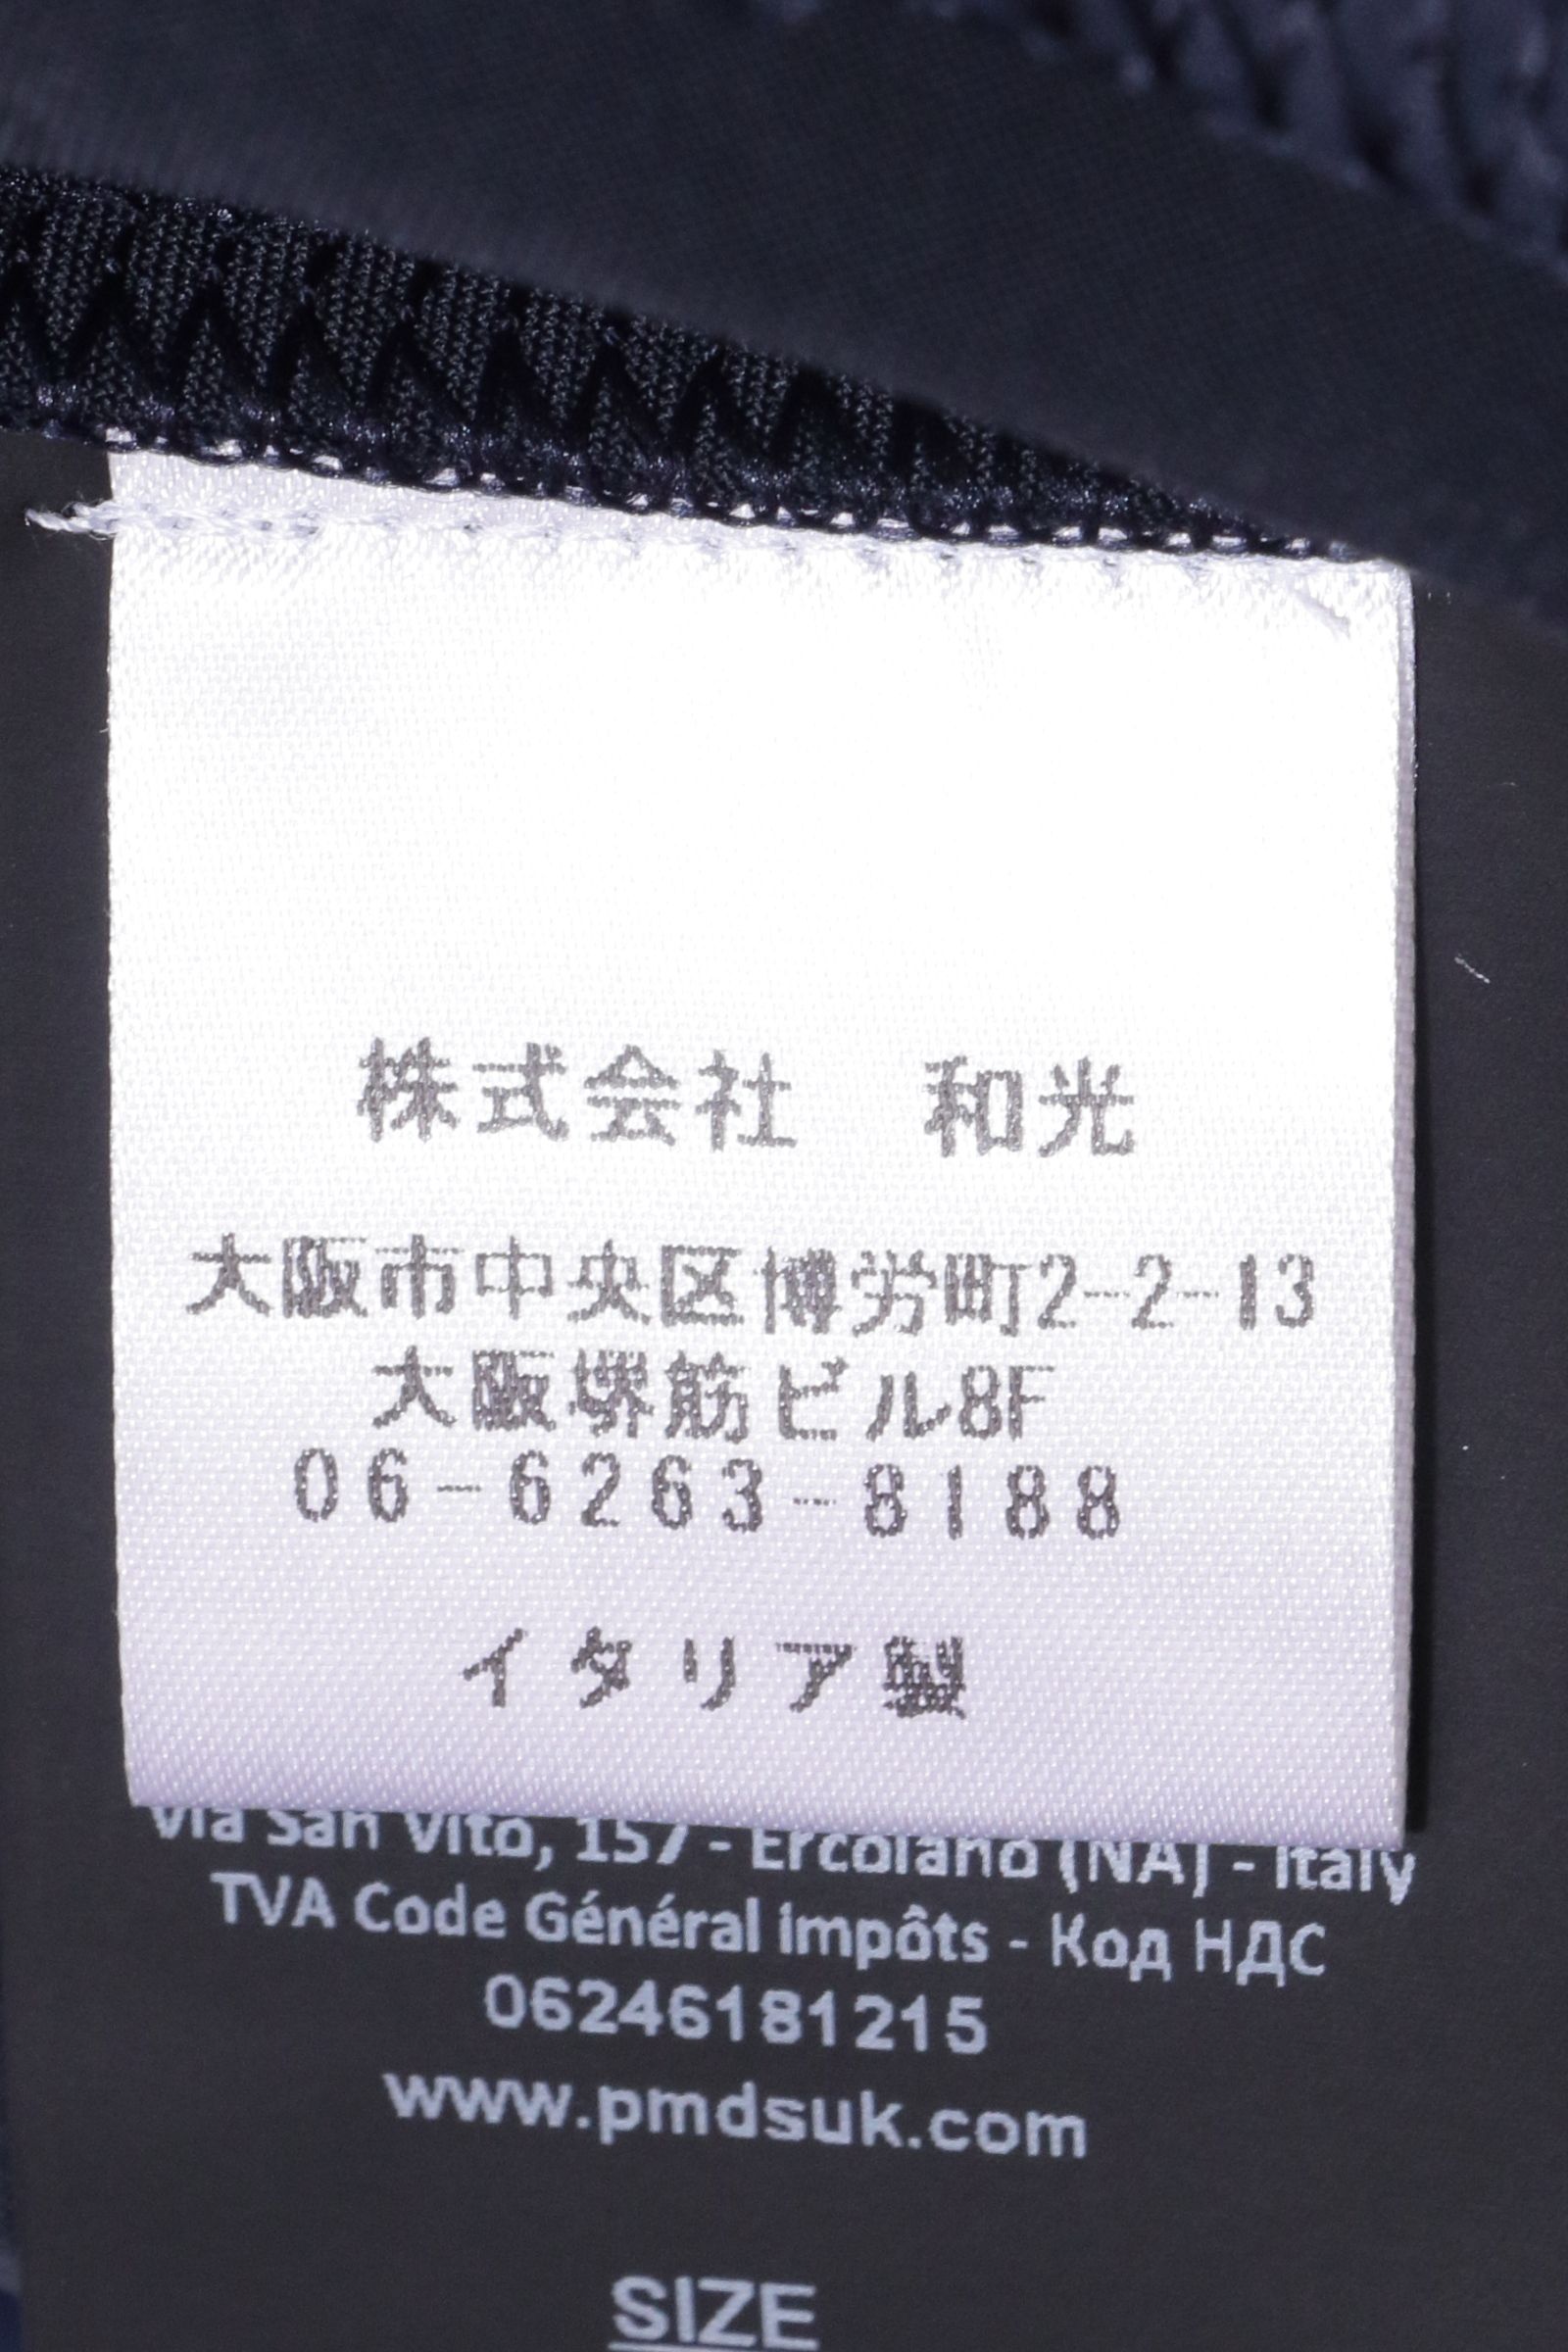 株式会社　和光
大阪市中央区博労町2-2-13
大阪堺筋ビル8F
06-6263-8188
イタリア製
Via San Vito, 157 - Ercolano (NA) - Italy
TVA Code Général impôts - Код НДС
06246181215
www.pmdsuk.com
SIZE